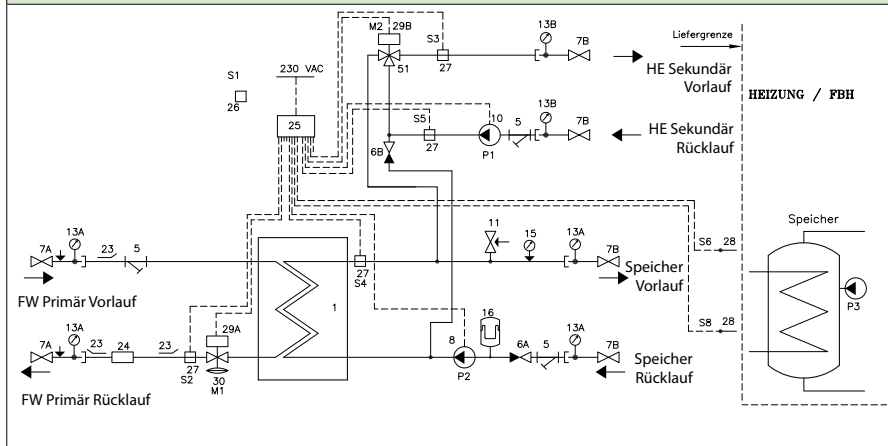 M2 29B
S3
13B
7B
Liefergrenze
51
27
HE Sekundär
Vorlauf
HEIZUNG / FBH
230 VAC
S1
26
25
S5
27
10
P1
5
13B
7B
HE Sekundär
Rücklauf
6B
S6 28
Speicher
P3
S8 28
7A
13A
23
5
FW Primär Vorlauf
1
27
S4
11
15
13A
7B
Speicher
Vorlauf
7A
13A
23
24
23
27
S2
29A
30
M1
FW Primär Rücklauf
8
P2
16
6A
5
13A
7B
Speicher
Rücklauf